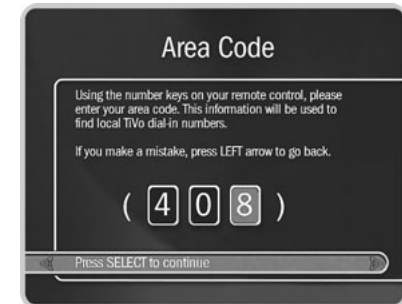 Area Code
Using the number keys on your remote control, please
enter your area code. This information will be used to
find local TiVo dial-in numbers.
If you make a mistake, press LEFT arrow to go back.
( 4 0 8 )
Press SELECT to continue